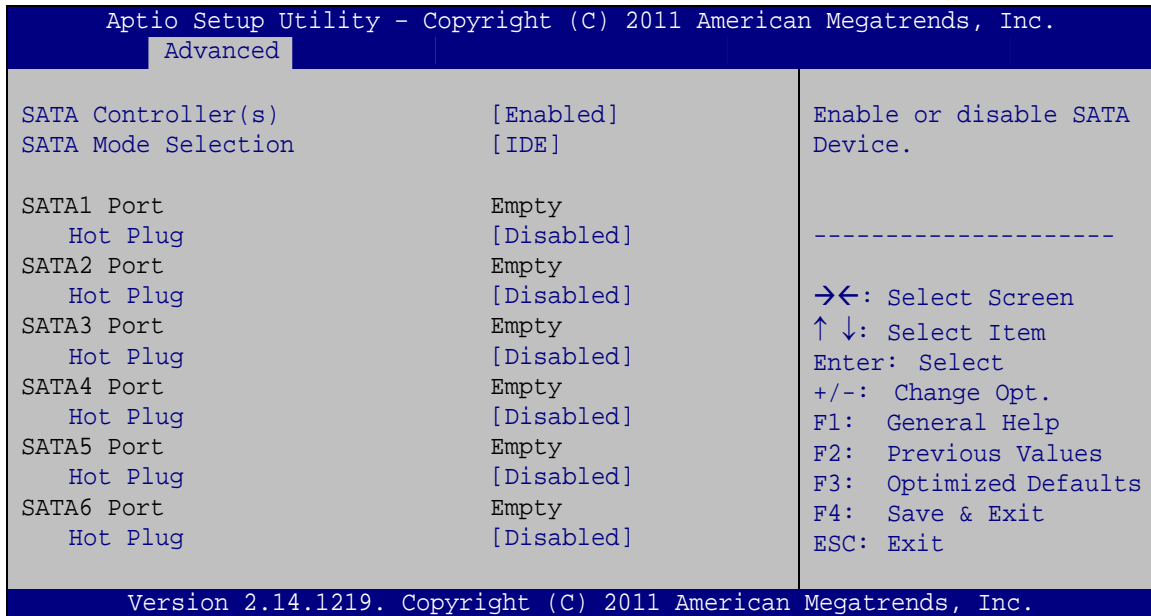 Aptio Setup Utility – Copyright (C) 2011 American Megatrends, Inc.
Advanced
SATA Controller(s) [Enabled]
SATA Mode Selection [IDE]
SATA1 Port Empty
Hot Plug [Disabled]
SATA2 Port Empty
Hot Plug [Disabled]
SATA3 Port Empty
Hot Plug [Disabled]
SATA4 Port Empty
Hot Plug [Disabled]
SATA5 Port Empty
Hot Plug [Disabled]
SATA6 Port Empty
Hot Plug [Disabled]
Enable or disable SATA
Device.
---------------------
→←: Select Screen
↑ ↓: Select Item
Enter: Select
+/-: Change Opt.
F1: General Help
F2: Previous Values
F3: Optimized Defaults
F4: Save & Exit
ESC: Exit
Version 2.14.1219. Copyright (C) 2011 American Megatrends, Inc.